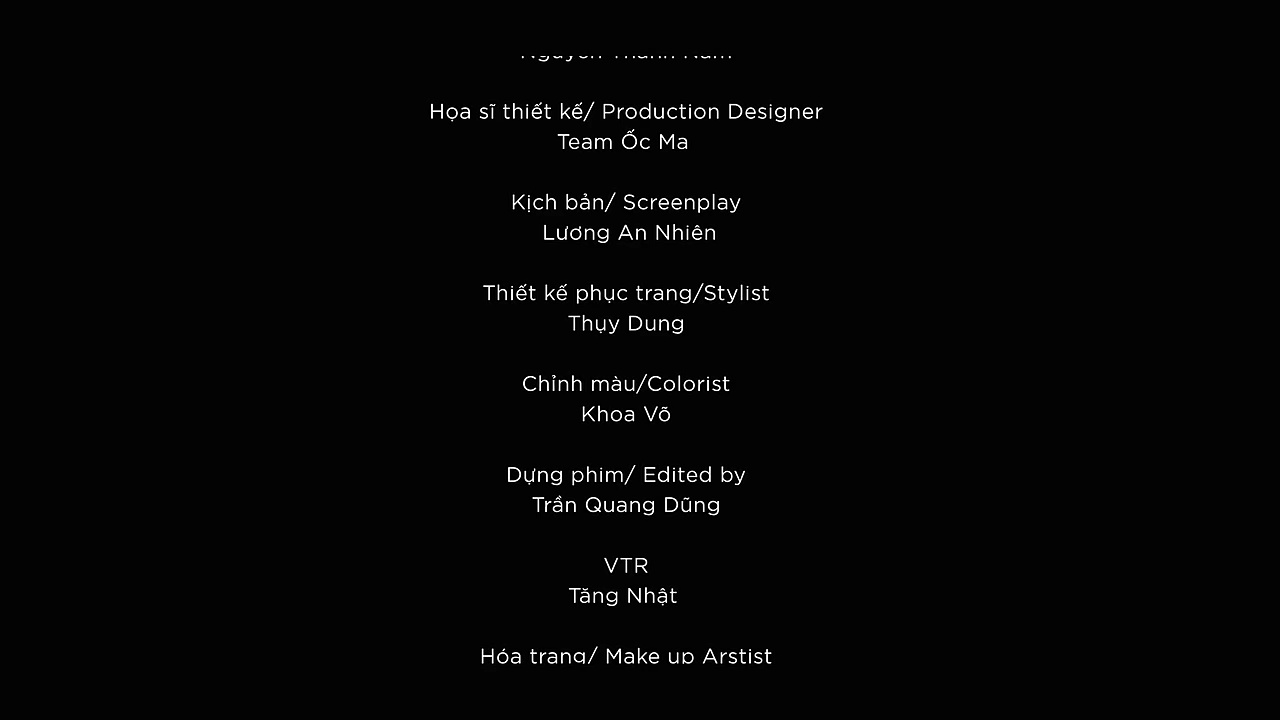 Họa sĩ thiết kế/ Production Designer
Team Ốc Ma
Kịch bản/ Screenplay
Lương An Nhiên
Thiết kế phục trang/Stylist
Thụy Dung
Chỉnh màu/Colorist
Khoa Võ
Dựng phim/ Edited by
Trần Quang Dũng
VTR
Tăng Nhật
Hóa trang/ Make up Arstist